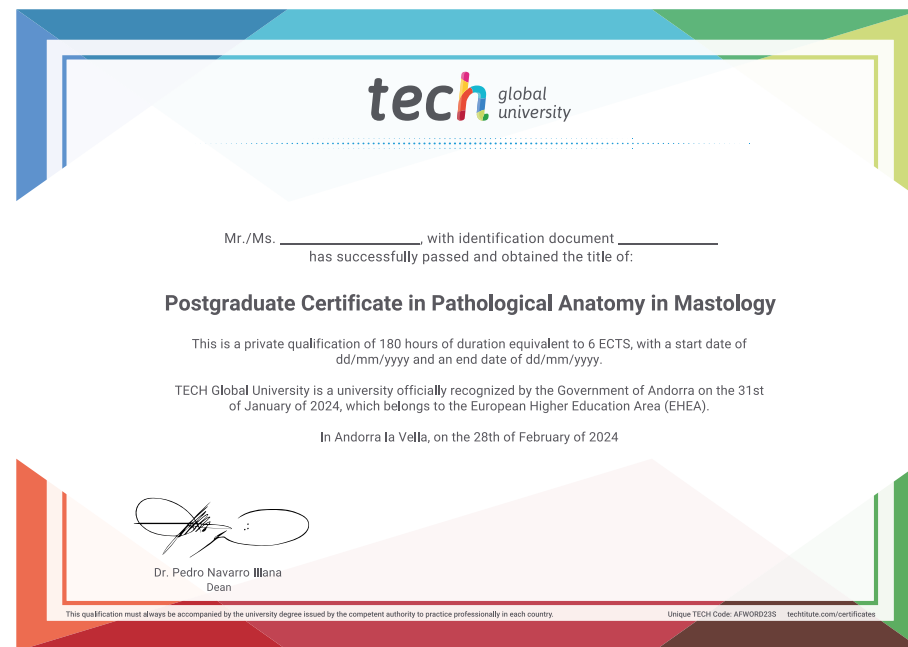 tech global university
Mr./Ms. ____________________, with identification document ______________
has successfully passed and obtained the title of:
Postgraduate Certificate in Pathological Anatomy in Mastology
This is a private qualification of 180 hours of duration equivalent to 6 ECTS, with a start date of
dd/mm/yyyy and an end date of dd/mm/yyyy.
TECH Global University is a university officially recognized by the Government of Andorra on the 31st
of January of 2024, which belongs to the European Higher Education Area (EHEA).
In Andorra la Vella, on the 28th of February of 2024
Dr. Pedro Navarro Illana
Dean
This qualification must always be accompanied by the university degree issued by the competent authority to practice professionally in each country.
Unique TECH Code: AFWORD23S techtitute.com/certificates